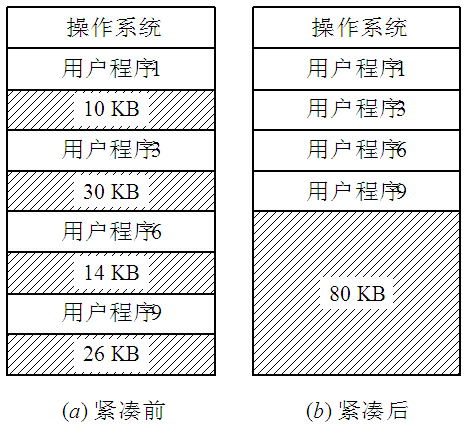 操作系统
用户程序1
10 KB
用户程序3
30 KB
用户程序6
14 KB
用户程序9
26 KB
(a) 紧凑前
操作系统
用户程序1
用户程序3
用户程序6
用户程序9
80 KB
(b) 紧凑后